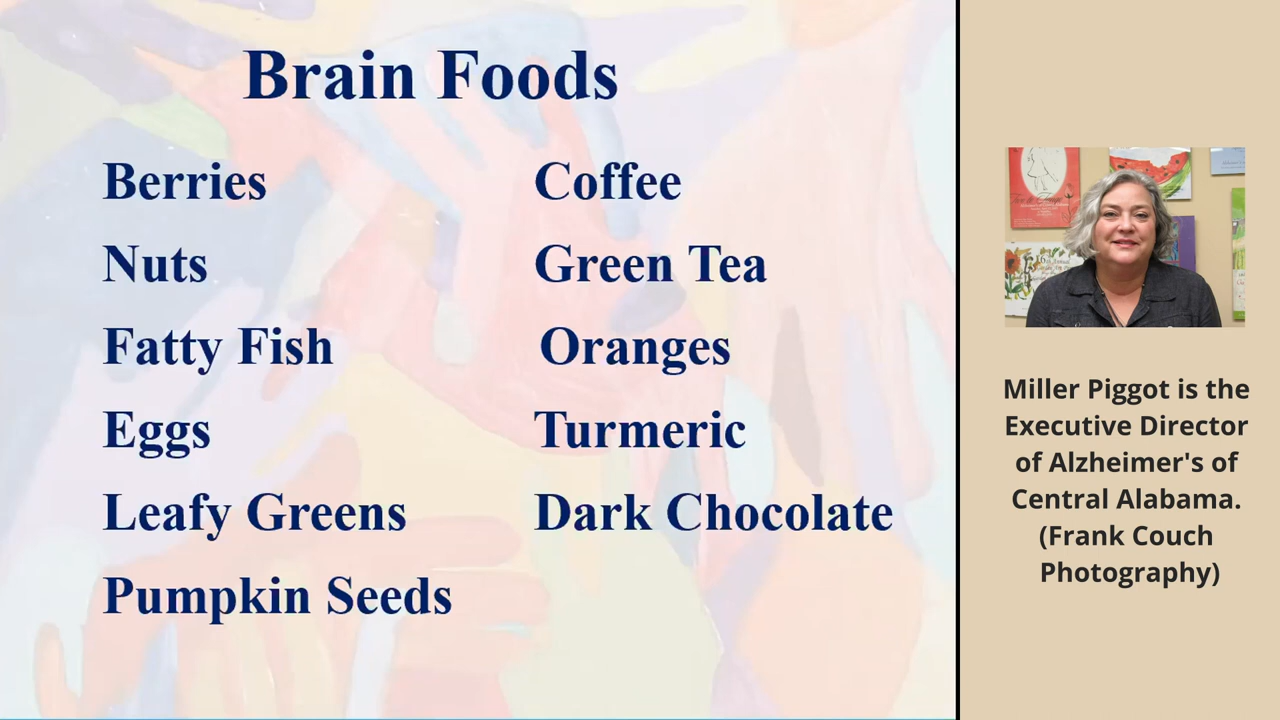 Brain Foods
Berries
Nuts
Fatty Fish
Eggs
Leafy Greens
Pumpkin Seeds
Coffee
Green Tea
Oranges
Turmeric
Dark Chocolate
Miller Piggot is the
Executive Director
of Alzheimer's of
Central Alabama.
(Frank Couch
Photography)